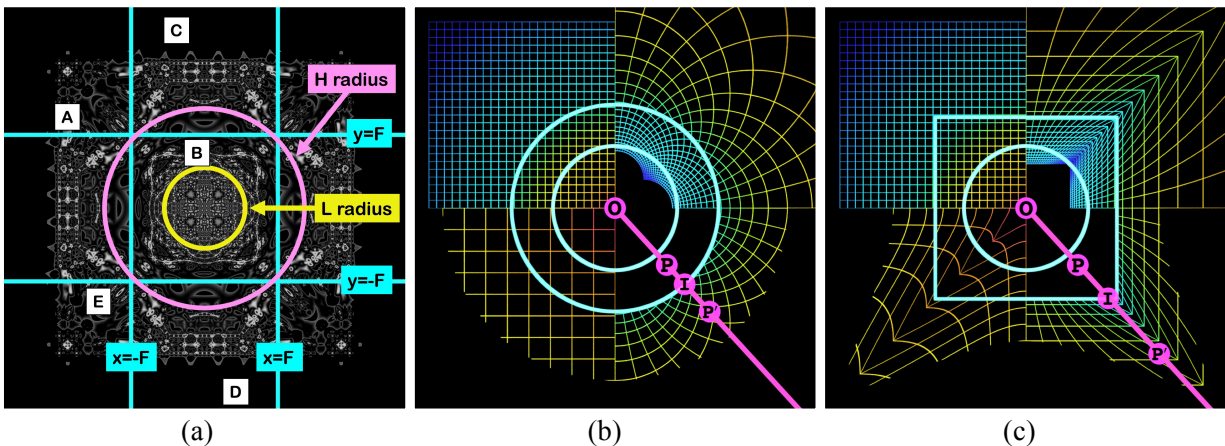 C
H radius
A
y=F
B
L radius
y=-F
E
x=-F
x=F
D
(a)
O
P
I
P'
(b)
O
P
I
P'
(c)